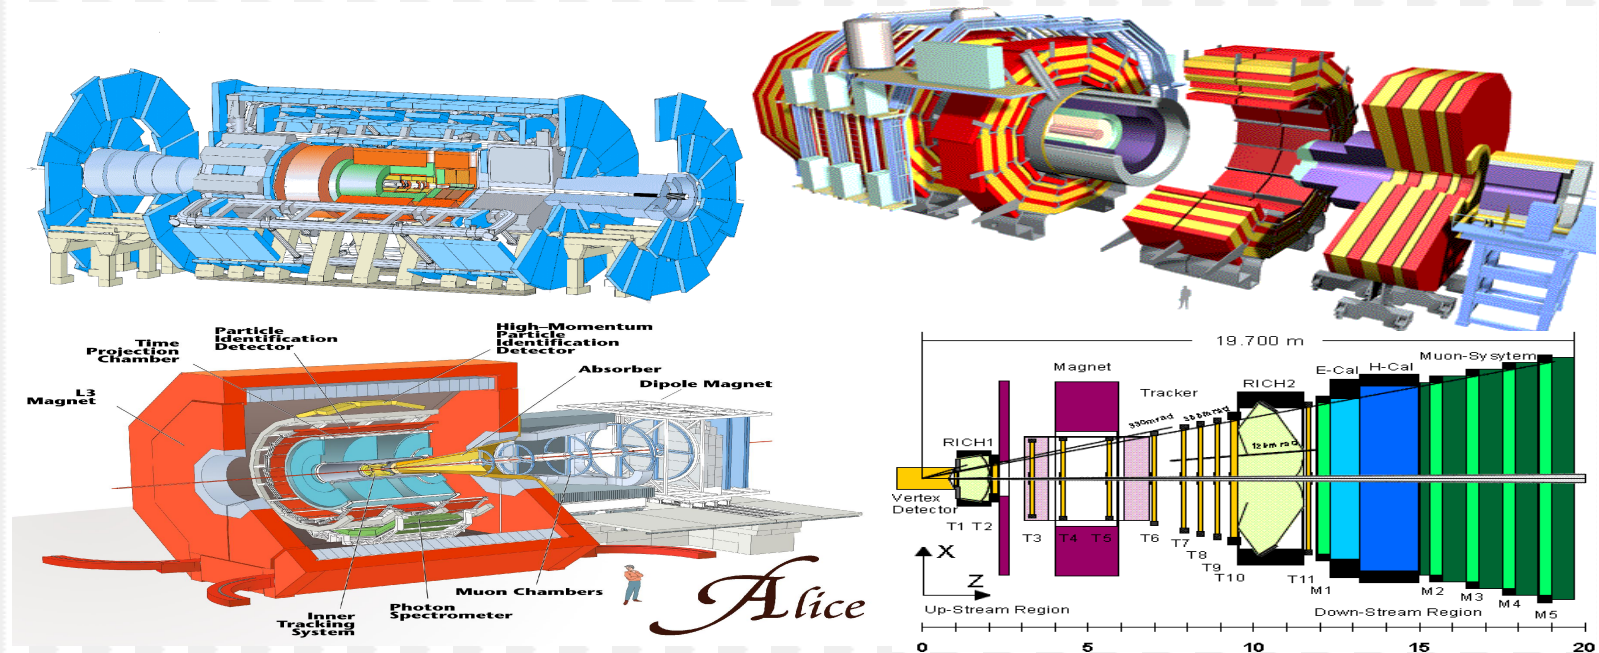 Particle
Identification
Detector
High-Momentum
Particle
Identification
Detector
Time
Projection
Chamber
Absorber
Dipole Magnet
L3
Magnet
Muon Chambers
Photon
Spectrometer
Inner
Tracking
System
Alice
19.700 m
Muon-Sysytem
H-Cal
E-Cal
Magnet
RICH2
Tracker
330mrad
RICH1
Vertex
Detector
T1 T2
T3
T4
T5
T6
T7
T8
T9
T10
T11
M1
M2
M3
M4
M5
X
Z
Up-Stream Region
Down-Stream Region
0 5 10 15 20